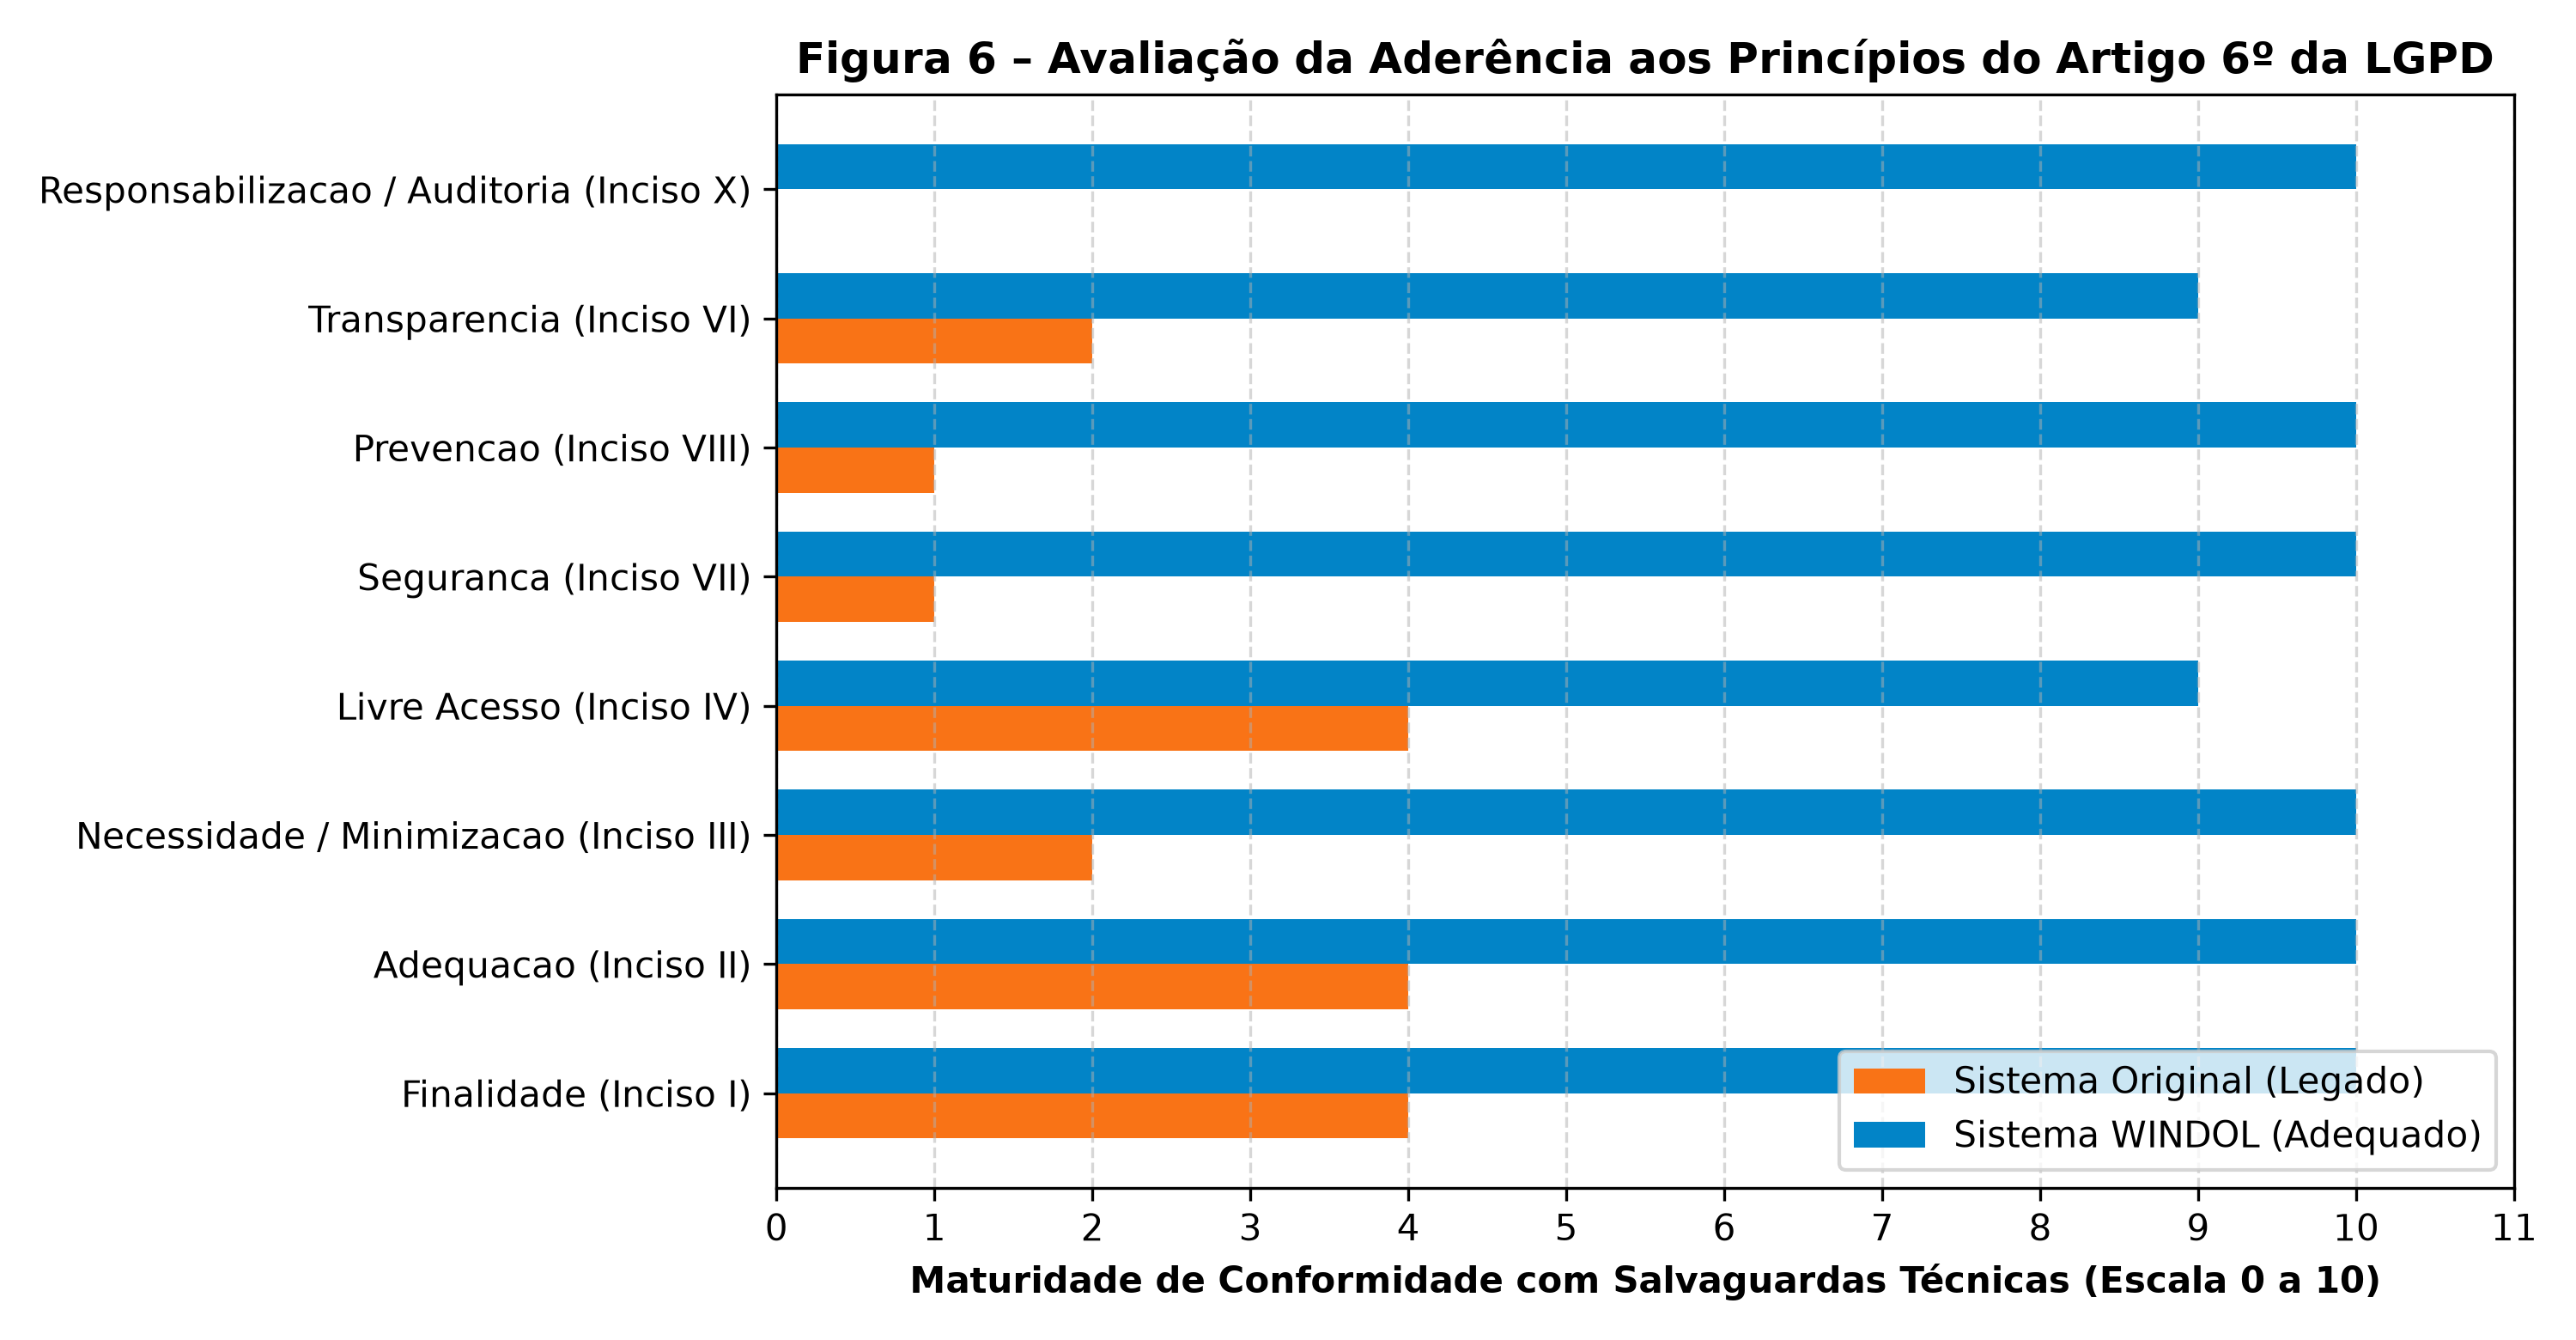 Figura 6 – Avaliação da Aderência aos Princípios do Artigo 6º da LGPD
Responsabilizacao / Auditoria (Inciso X)
Transparencia (Inciso VI)
Prevencao (Inciso VIII)
Seguranca (Inciso VII)
Livre Acesso (Inciso IV)
Necessidade / Minimizacao (Inciso III)
Adequacao (Inciso II)
Finalidade (Inciso I)
Sistema Original (Legado)
Sistema WINDOL (Adequado)
0 1 2 3 4 5 6 7 8 9 10 11
Maturidade de Conformidade com Salvaguardas Técnicas (Escala 0 a 10)